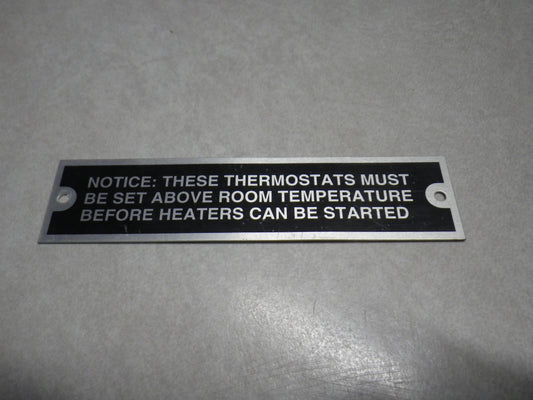 NOTICE: THESE THERMOSTATS MUST
BE SET ABOVE ROOM TEMPERATURE
BEFORE HEATERS CAN BE STARTED